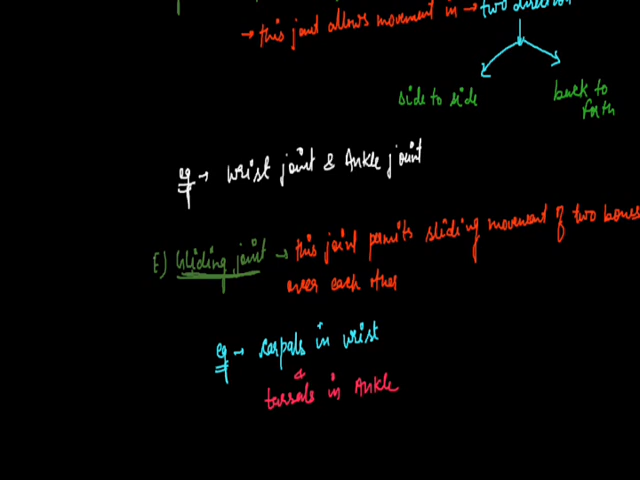 → this joint allows movement in → two direction
side to side
back to
forth
eg → Wrist joint & Ankle joint
E) Gliding joint → this joint permits sliding movement of two bones
over each other
eg → carpals in wrist
&
tarsals in Ankle